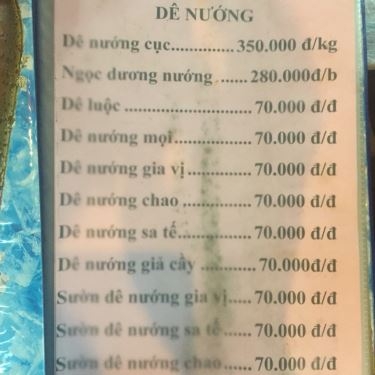 DÊ NƯỚNG
Dê nướng cục............... 350.000 đ/kg
Ngọc dương nướng ...... 280.000đ/b
Dê luộc ........................ 70.000 đ/đ
Dê nướng mọi............... 70.000 đ/đ
Dê nướng gia vị ............ 70.000 đ/đ
Dê nướng chao ............. 70.000 đ/đ
Dê nướng sa tế.............. 70.000 đ/đ
Dê nướng giả cầy ........... 70.000đ/đ
Sườn dê nướng gia vị..... 70.000 đ/đ
Sườn dê nướng sa tế ..... 70.000 đ/đ
Sườn dê nướng chao...... 70.000 đ/đ